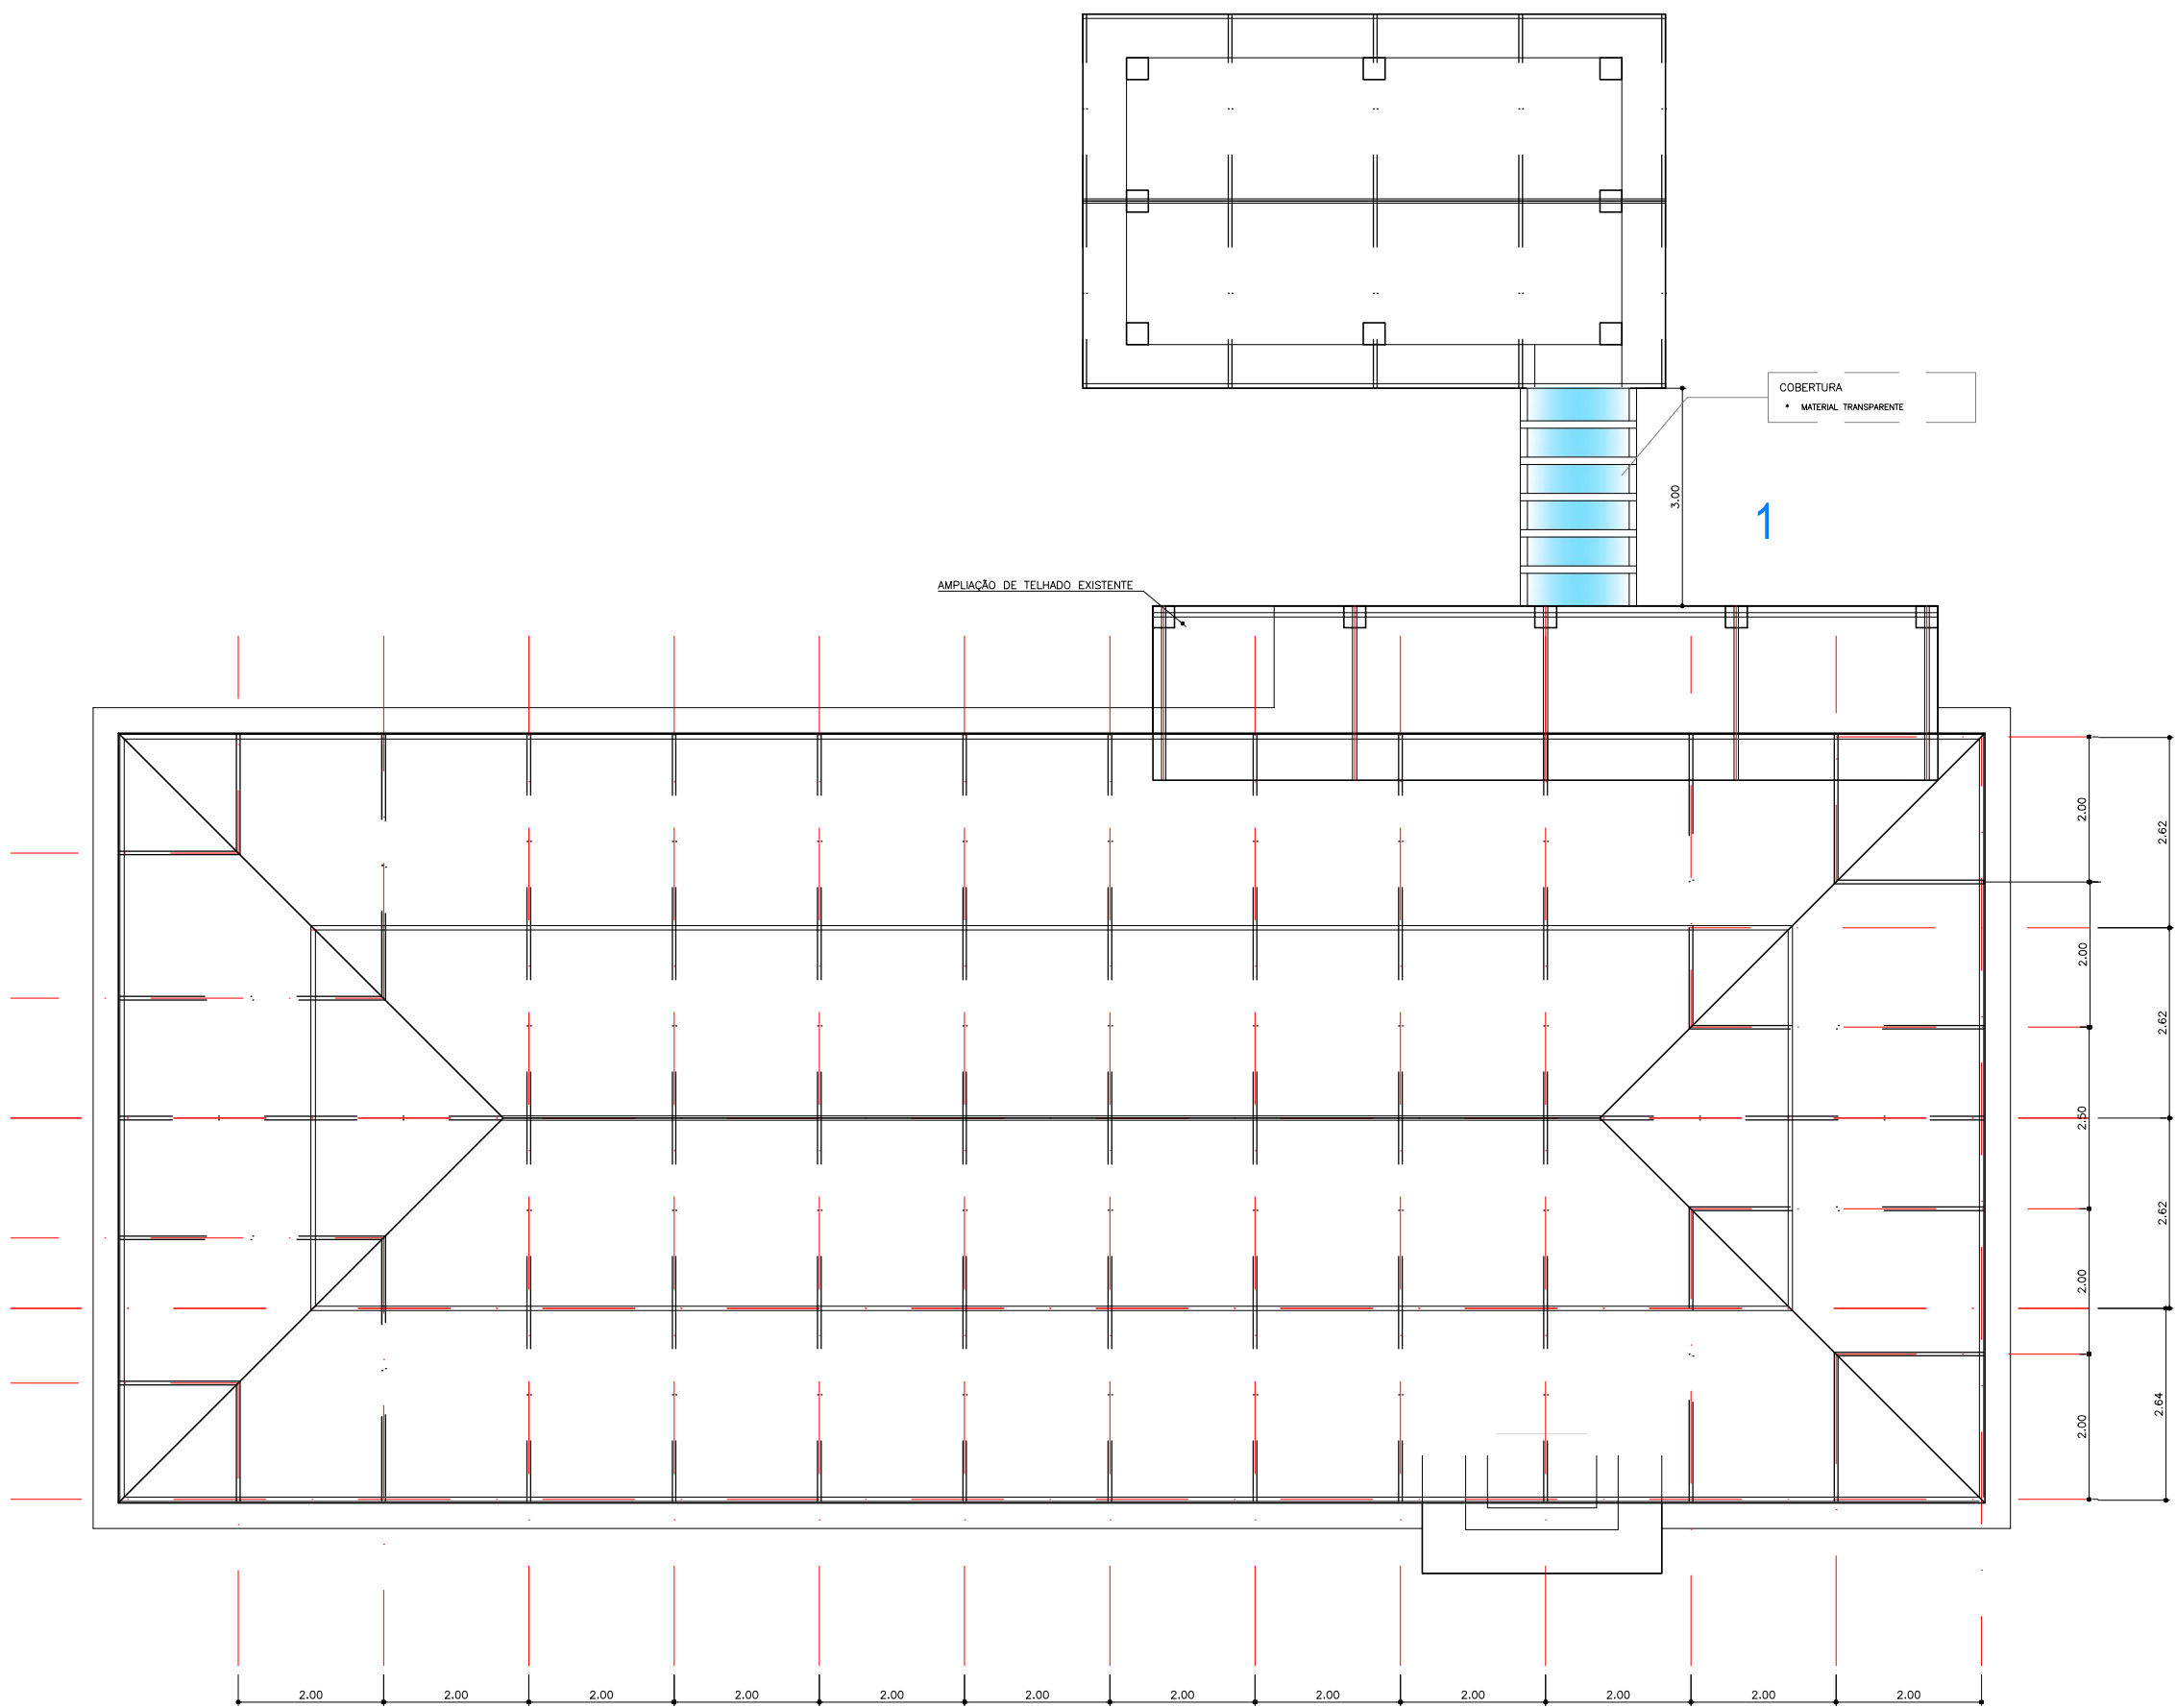 COBERTURA
* MATERIAL TRANSPARENTE
3.00
1
AMPLIAÇÃO DE TELHADO EXISTENTE
2.00
2.62
2.00
2.62
2.50
2.62
2.00
2.64
2.00
2.00 2.00 2.00 2.00 2.00 2.00 2.00 2.00 2.00 2.00 2.00 2.00